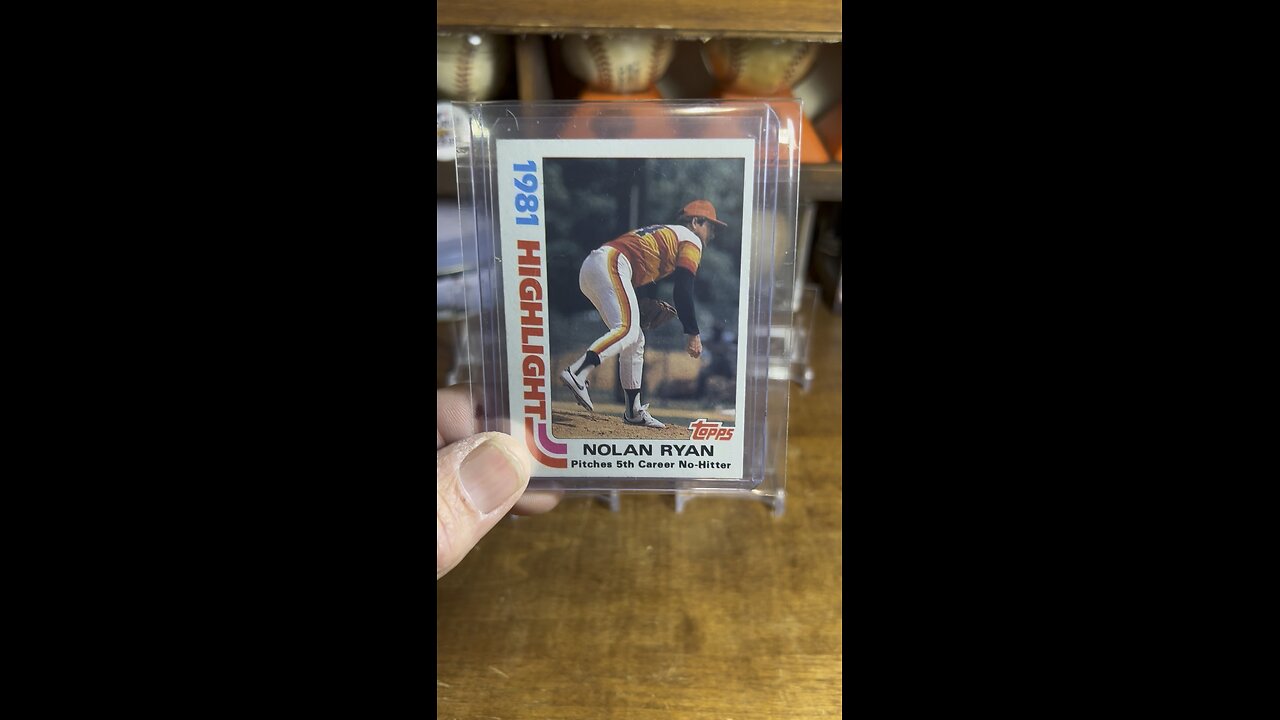 1981 HIGHLIGHT
Topps
NOLAN RYAN
Pitches 5th Career No-Hitter